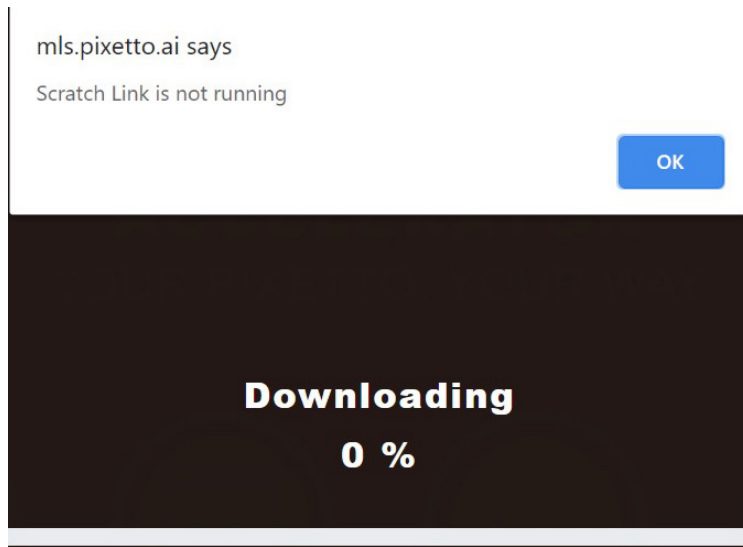 mls.pixetto.ai says
Scratch Link is not running
OK
Downloading
0 %